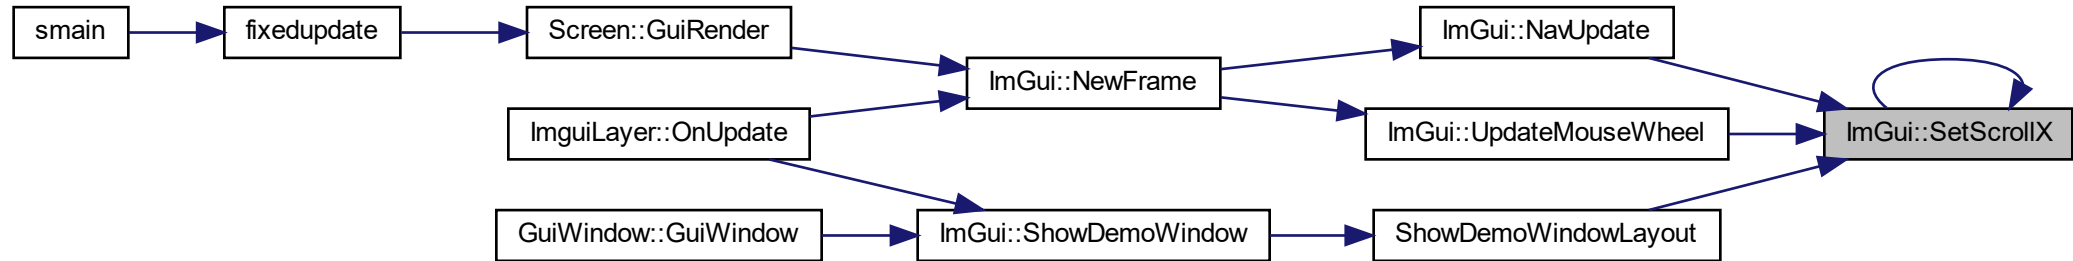 smain
fixedupdate
Screen::GuiRender
ImGui::NavUpdate
ImGui::NewFrame
ImguiLayer::OnUpdate
ImGui::UpdateMouseWheel
ImGui::SetScrollX
GuiWindow::GuiWindow
ImGui::ShowDemoWindow
ShowDemoWindowLayout